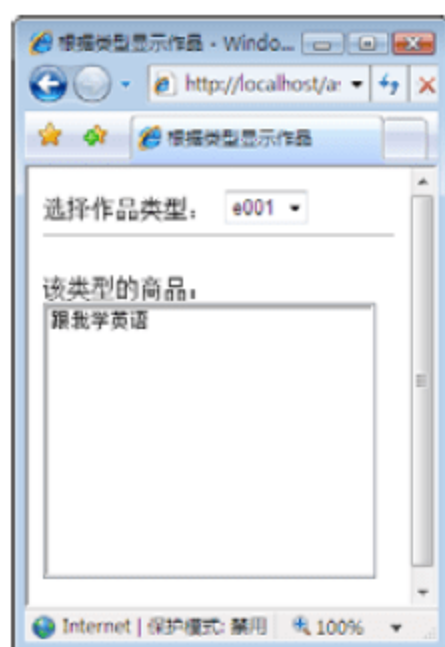 根据类型显示作品 - Windo...
http://localhost/a
根据类型显示作品
选择作品类型： e001
该类型的商品：
跟我学英语
Internet | 保护模式: 禁用 100%